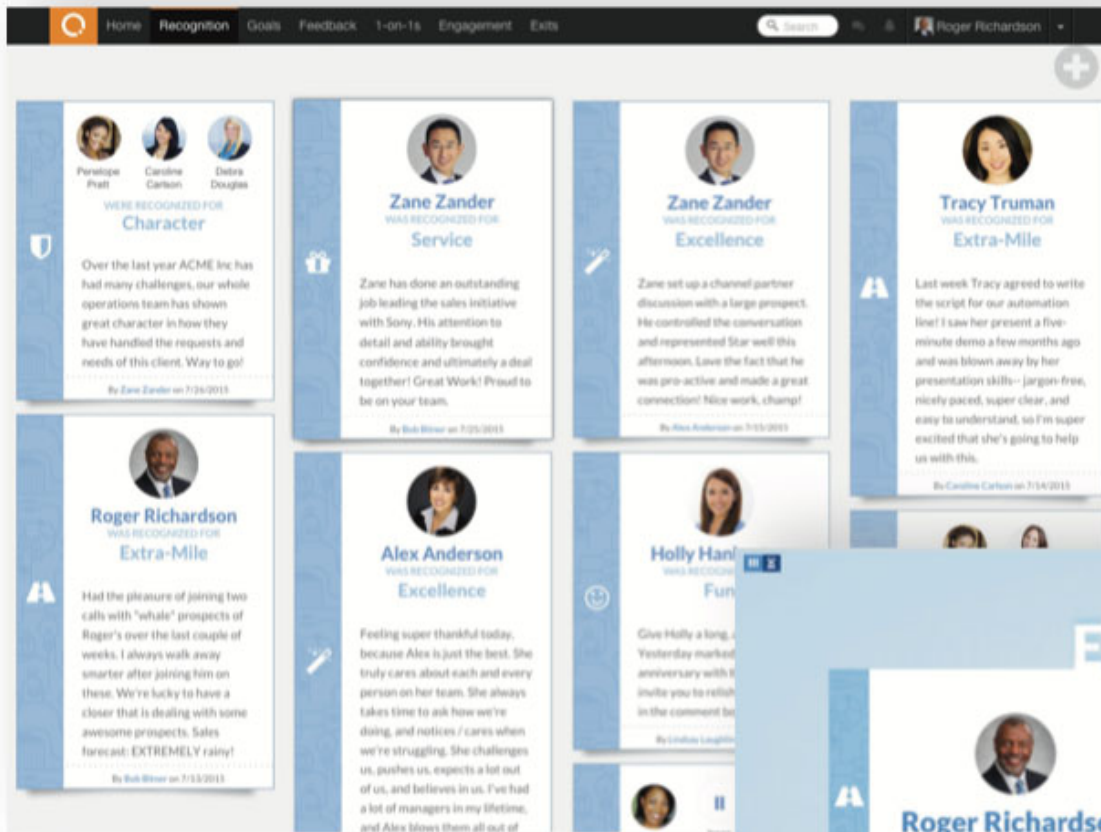 Home Recognition Goals Feedback 1-on-1s Engagement Exits
Search
Roger Richardson
Penelope Pratt
Caroline Carlson
Debra Douglas
WERE RECOGNIZED FOR
Character
Over the last year ACME Inc has
had many challenges, our whole
operations team has shown
great character in how they
have handled the requests and
needs of this client. Way to go!
By Zane Zander on 7/26/2015
Zane Zander
WAS RECOGNIZED FOR
Service
Zane has done an outstanding
job leading the sales initiative
with Sony. His attention to
detail and ability brought
confidence and ultimately a deal
together! Great Work! Proud to
be on your team.
By Bob Bitner on 7/21/2015
Zane Zander
WAS RECOGNIZED FOR
Excellence
Zane set up a channel partner
discussion with a large prospect.
He controlled the conversation
and represented Star well this
afternoon. Love the fact that he
was pro-active and made a great
connection! Nice work, champ!
By Alex Anderson on 7/15/2015
Tracy Truman
WAS RECOGNIZED FOR
Extra-Mile
Last week Tracy agreed to write
the script for our automation
line! I saw her present a five-
minute demo a few months ago
and was blown away by her
presentation skills-- jargon-free,
nicely paced, super clear, and
easy to understand, so I'm super
excited that she's going to help
us with this.
By Caroline Carlson on 7/14/2015
Roger Richardson
WAS RECOGNIZED FOR
Extra-Mile
Had the pleasure of joining two
calls with "whale" prospects of
Roger's over the last couple of
weeks. I always walk away
smarter after joining him on
these. We're lucky to have a
closer that is dealing with some
awesome prospects. Sales
forecast: EXTREMELY rainy!
By Bob Bitner on 7/13/2015
Alex Anderson
WAS RECOGNIZED FOR
Excellence
Feeling super thankful today,
because Alex is just the best. She
truly cares about each and every
person on her team. She always
takes time to ask how we're
doing, and notices / cares when
we're struggling. She challenges
us, pushes us, expects a lot out
of us, and believes in us. I've had
a lot of managers in my lifetime,
and Alex blows them all out of
Holly Han
WAS RECOGN
Fun
Give Holly a long,
Yesterday marked
anniversary with
invite you to relish
in the comment
By Lindsay
Roger Richards